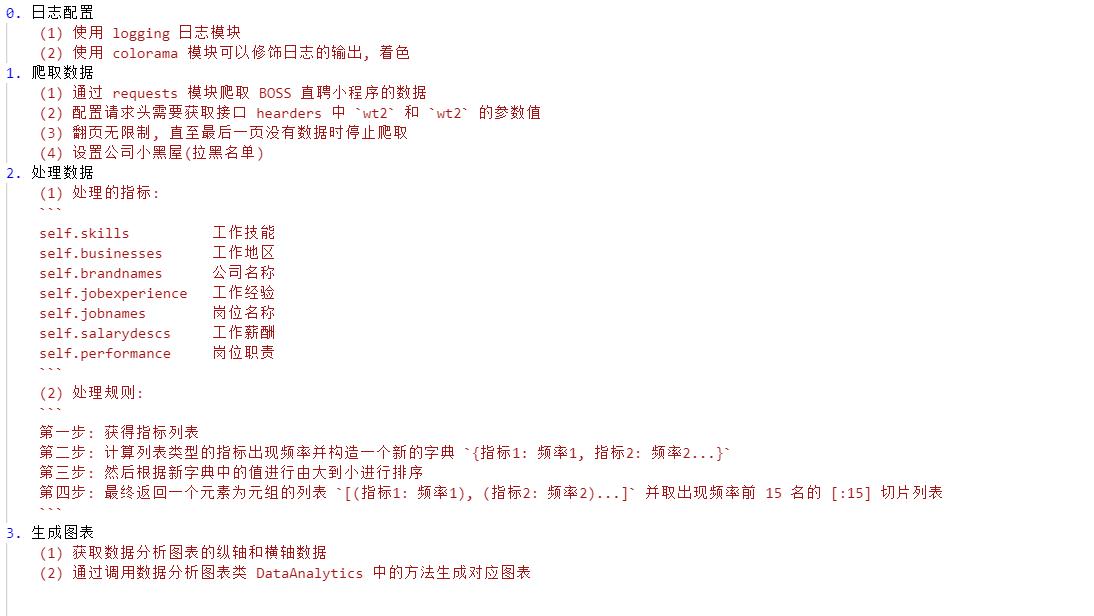 0. 日志配置
(1) 使用 logging 日志模块
(2) 使用 colorama 模块可以修饰日志的输出, 着色
1. 爬取数据
(1) 通过 requests 模块爬取 BOSS 直聘小程序的数据
(2) 配置请求头需要获取接口 hearders 中 `wt2` 和 `wt2` 的参数值
(3) 翻页无限制, 直至最后一页没有数据时停止爬取
(4) 设置公司小黑屋(拉黑名单)
2. 处理数据
(1) 处理的指标:
```
self.skills 工作技能
self.businesses 工作地区
self.brandnames 公司名称
self.jobexperience 工作经验
self.jobnames 岗位名称
self.salarydescs 工作薪酬
self.performance 岗位职责
```
(2) 处理规则:
```
第一步: 获得指标列表
第二步: 计算列表类型的指标出现频率并构造一个新的字典 `{指标1: 频率1, 指标2: 频率2...}`
第三步: 然后根据新字典中的值进行由大到小进行排序
第四步: 最终返回一个元素为元组的列表 `[(指标1: 频率1), (指标2: 频率2)...]` 并取出现频率前 15 名的 [:15] 切片列表
```
3. 生成图表
(1) 获取数据分析图表的纵轴和横轴数据
(2) 通过调用数据分析图表类 DataAnalytics 中的方法生成对应图表